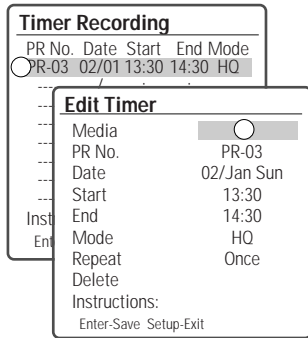 Timer Recording
PR No. Date Start End Mode
PR-03 02/01 13:30 14:30 HQ
Edit Timer
Media
PR No. PR-03
Date 02/Jan Sun
Start 13:30
End 14:30
Mode HQ
Repeat Once
Delete
Instructions:
Enter-Save Setup-Exit